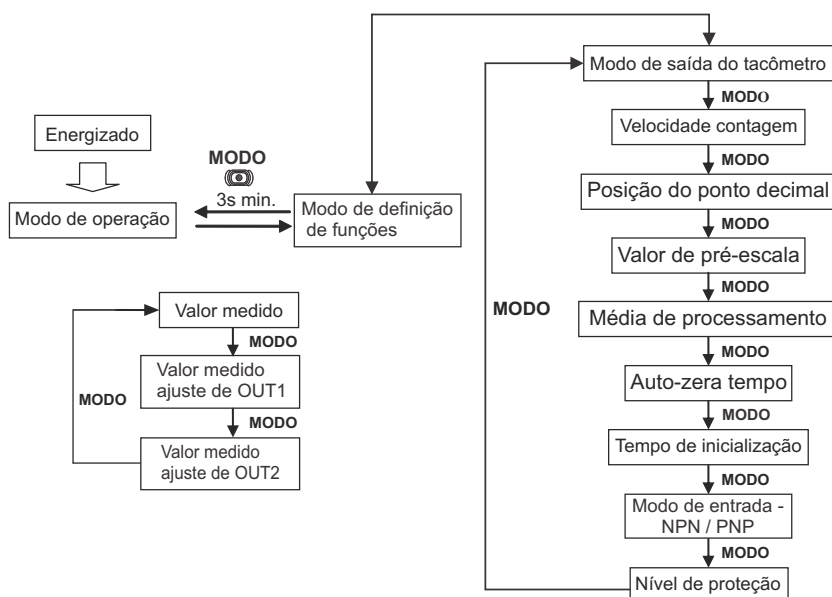 Energizado
MODO
3s min.
Modo de operação
Modo de definição
de funções
Valor medido
MODO
Valor medido
ajuste de OUT1
MODO
MODO
Valor medido
ajuste de OUT2
Modo de saída do tacômetro
MODO
Velocidade contagem
MODO
Posição do ponto decimal
MODO
Valor de pré-escala
MODO
MODO
Média de processamento
MODO
Auto-zera tempo
MODO
Tempo de inicialização
MODO
Modo de entrada -
NPN / PNP
MODO
Nível de proteção